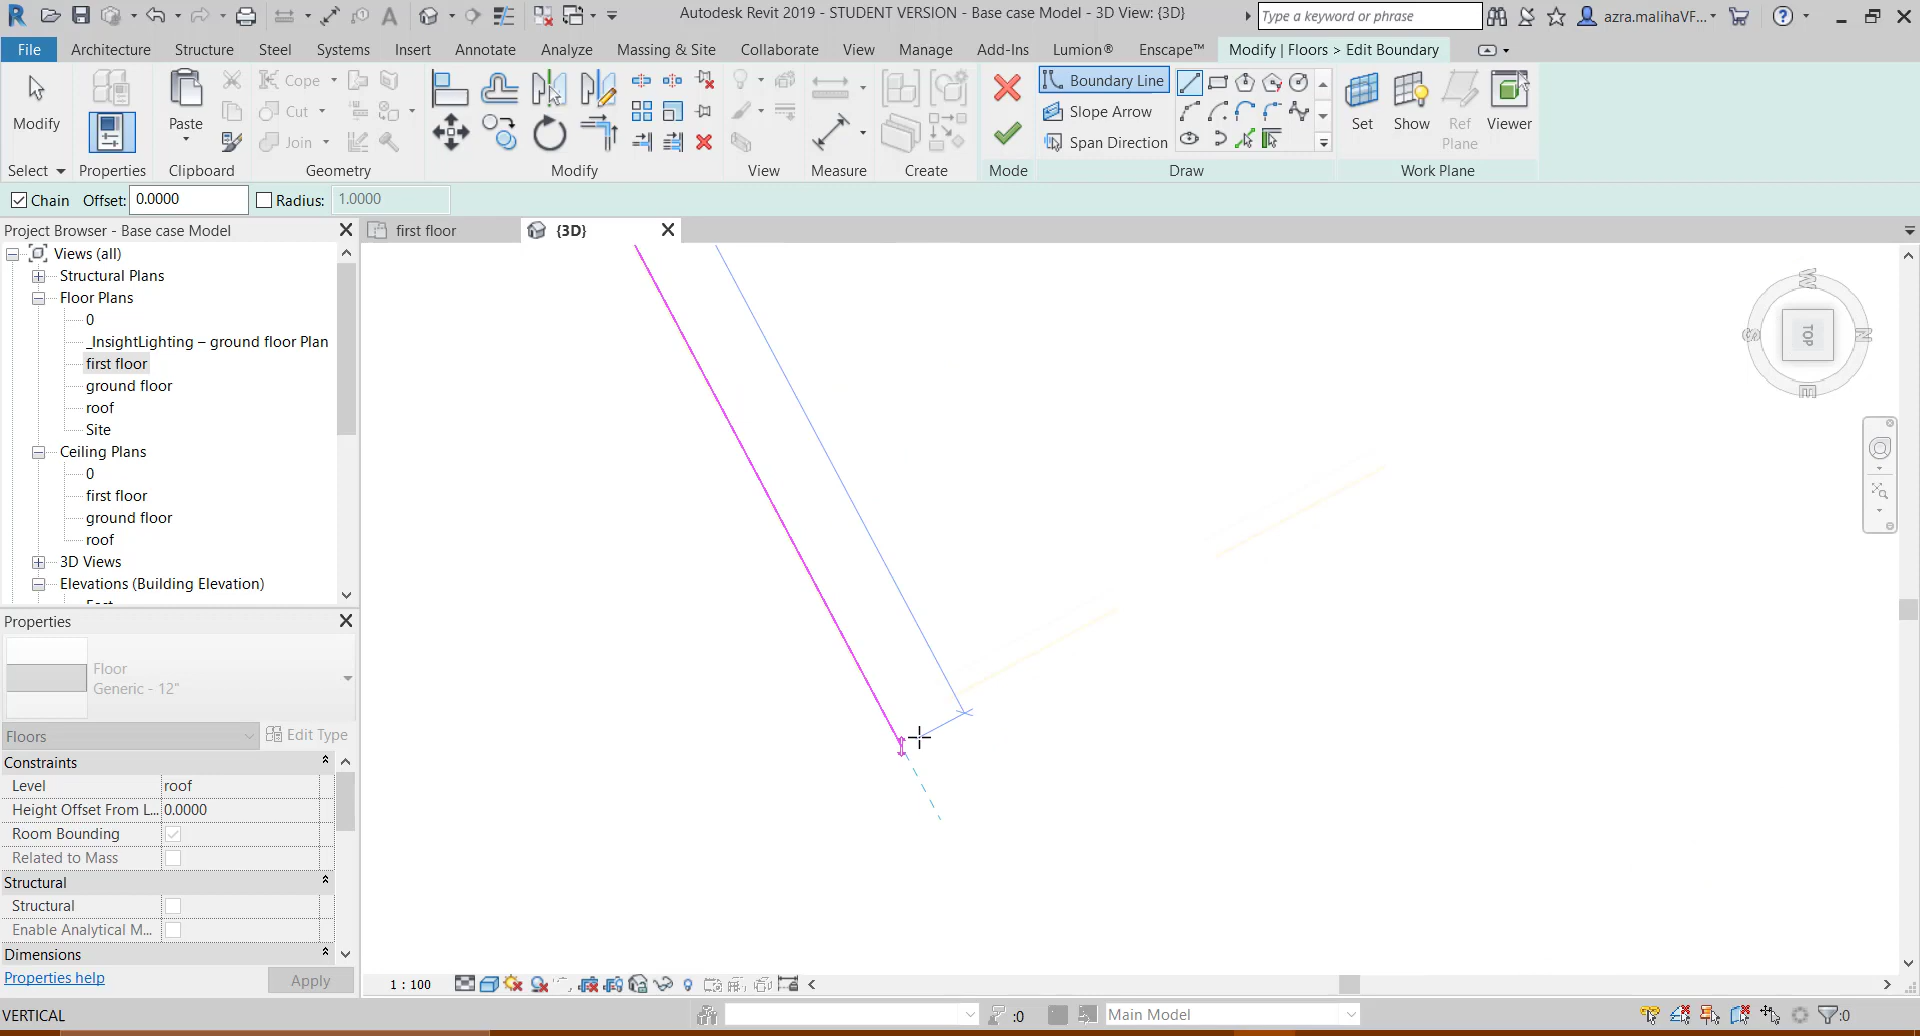 Autodesk Revit 2019 - STUDENT VERSION - Base case Model - 3D View: {3D}
Type a keyword or phrase
azra.malihaVF...
File Architecture Structure Steel Systems Insert Annotate Analyze Massing & Site Collaborate View Manage Add-Ins Lumion® Enscape™ Modify | Floors > Edit Boundary
Modify
Paste
Cope
Cut
Join
Boundary Line
Slope Arrow
Span Direction
Set
Show
Ref
Plane
Viewer
Select Properties Clipboard Geometry Modify View Measure Create Mode Draw Work Plane
Chain Offset: 0.0000 Radius: 1.0000
Project Browser - Base case Model
first floor
{3D}
Views (all)
Structural Plans
Floor Plans
0
_InsightLighting – ground floor Plan
first floor
ground floor
roof
Site
Ceiling Plans
0
first floor
ground floor
roof
3D Views
Elevations (Building Elevation)
TOP
W
S
N
E
Properties
Floor
Generic - 12"
Floors
Edit Type
Constraints
Level roof
Height Offset From L... 0.0000
Room Bounding
Related to Mass
Structural
Structural
Enable Analytical M...
Dimensions
Properties help
Apply
1 : 100
VERTICAL
:0
Main Model
:0